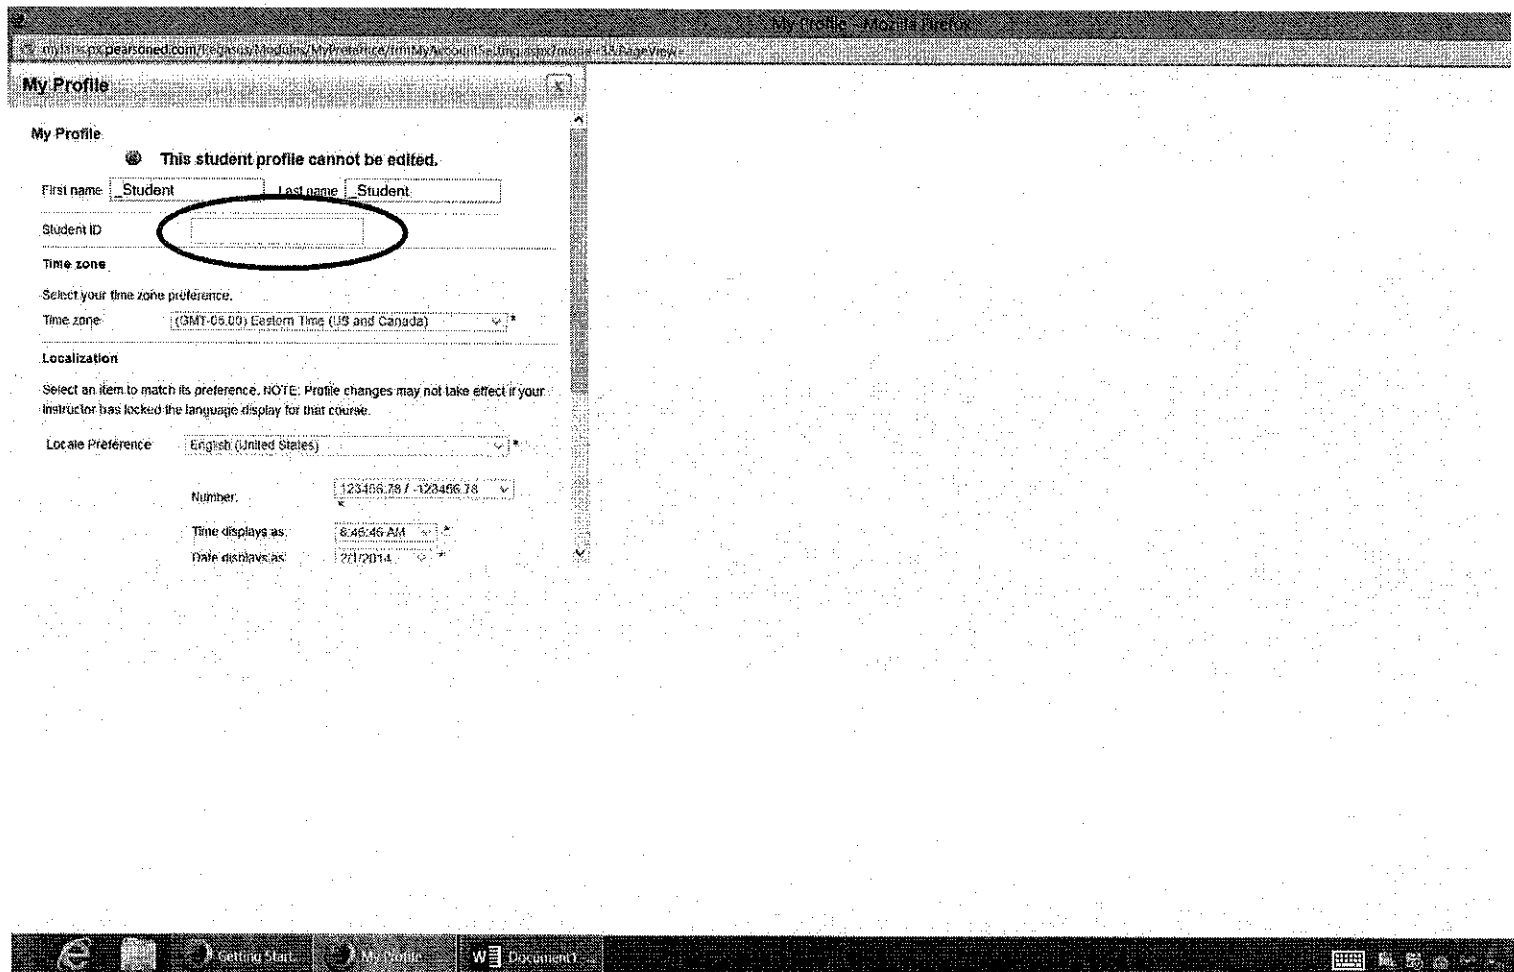 My Profile - Mozilla Firefox
My Profile
x
My Profile
This student profile cannot be edited.
First name _Student Last name _Student
Student ID
Time zone
Select your time zone preference.
Time zone (GMT-05:00) Eastern Time (US and Canada) *
Localization
Select an item to match its preference. NOTE: Profile changes may not take effect if your
instructor has locked the language display for that course.
Locale Preference English (United States) *
Number: 123456.78 / -123456.78
*
Time displays as: 8:46:46 AM *
Date displays as: 2/1/2014 *
Getting Start... My Profile ... W Document1 ...